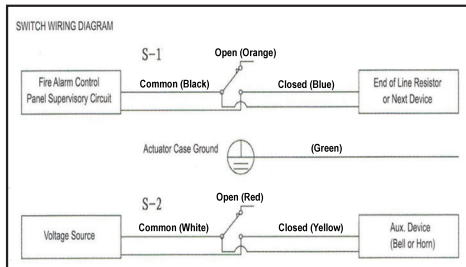 SWITCH WIRING DIAGRAM
S-1
Open (Orange)
Fire Alarm Control
Panel Supervisory Circuit
Common (Black)
Closed (Blue)
End of Line Resistor
or Next Device
Actuator Case Ground
(Green)
S-2
Open (Red)
Voltage Source
Common (White)
Closed (Yellow)
Aux. Device
(Bell or Horn)